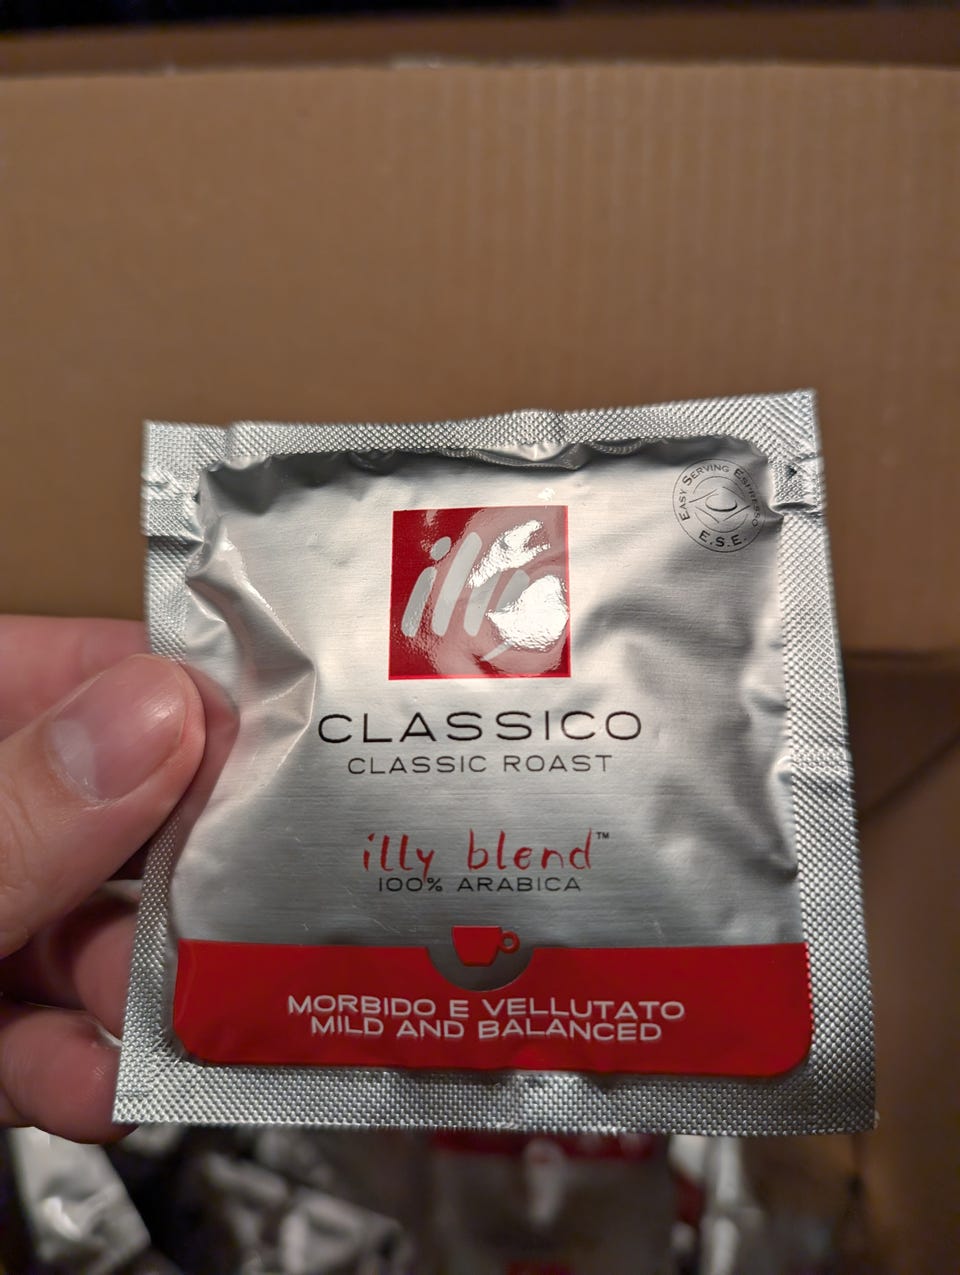 EASY SERVING ESPRESSO
E.S.E.
illy
CLASSICO
CLASSIC ROAST
illy blend™
100% ARABICA
MORBIDO E VELLUTATO
MILD AND BALANCED